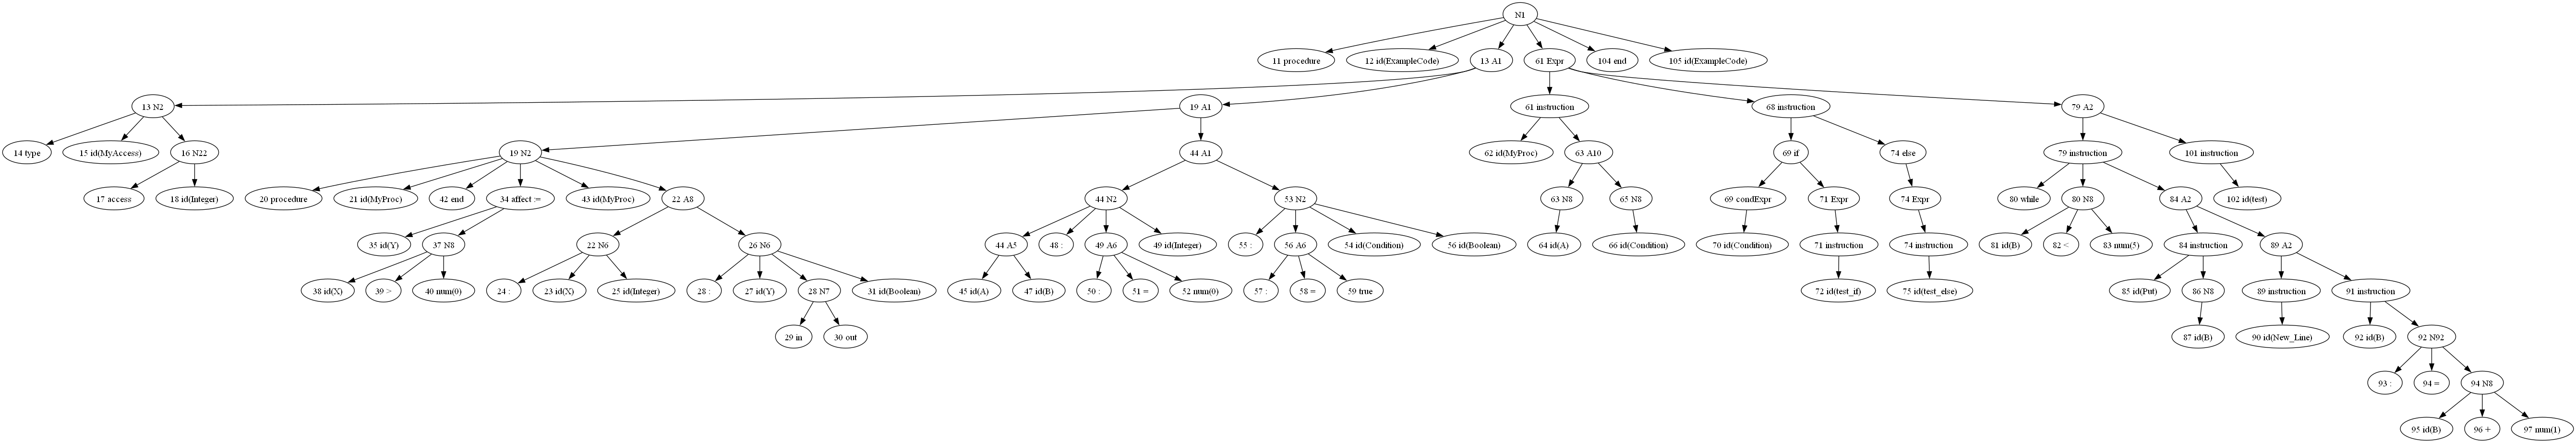 N1
11 procedure
12 id(ExampleCode)
13 A1
61 Expr
104 end
105 id(ExampleCode)
13 N2
19 A1
61 instruction
68 instruction
79 A2
14 type
15 id(MyAccess)
16 N22
19 N2
44 A1
62 id(MyProc)
63 A10
69 if
74 else
79 instruction
101 instruction
17 access
18 id(Integer)
20 procedure
21 id(MyProc)
42 end
34 affect :=
43 id(MyProc)
22 A8
44 N2
53 N2
63 N8
65 N8
69 condExpr
71 Expr
74 Expr
80 while
80 N8
84 A2
102 id(test)
35 id(Y)
37 N8
22 N6
26 N6
44 A5
48 :
49 A6
49 id(Integer)
55 :
56 A6
54 id(Condition)
56 id(Boolean)
64 id(A)
66 id(Condition)
70 id(Condition)
71 instruction
74 instruction
81 id(B)
82 <
83 num(5)
84 instruction
89 A2
38 id(X)
39 >
40 num(0)
24 :
23 id(X)
25 id(Integer)
28 :
27 id(Y)
28 N7
31 id(Boolean)
45 id(A)
47 id(B)
50 :
51 =
52 num(0)
57 :
58 =
59 true
72 id(test_if)
75 id(test_else)
85 id(Put)
86 N8
89 instruction
91 instruction
29 in
30 out
87 id(B)
90 id(New_Line)
92 id(B)
92 N92
93 :
94 =
94 N8
95 id(B)
96 +
97 num(1)